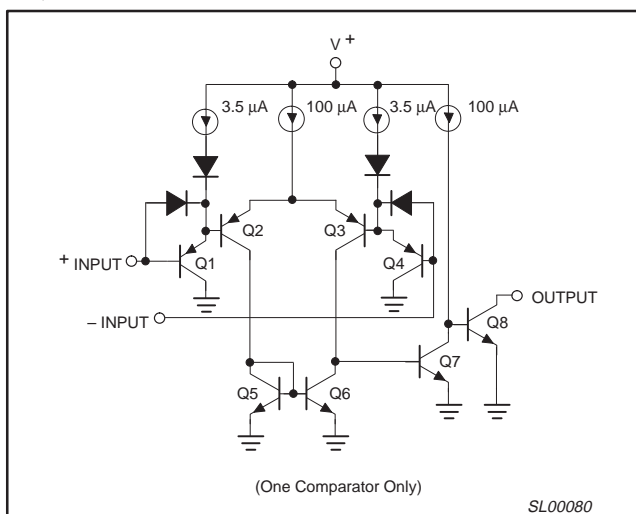 V +
3.5 µA
100 µA
3.5 µA
100 µA
Q2
Q3
+ INPUT
Q1
Q4
OUTPUT
– INPUT
Q8
Q7
Q5
Q6
(One Comparator Only)
SL00080